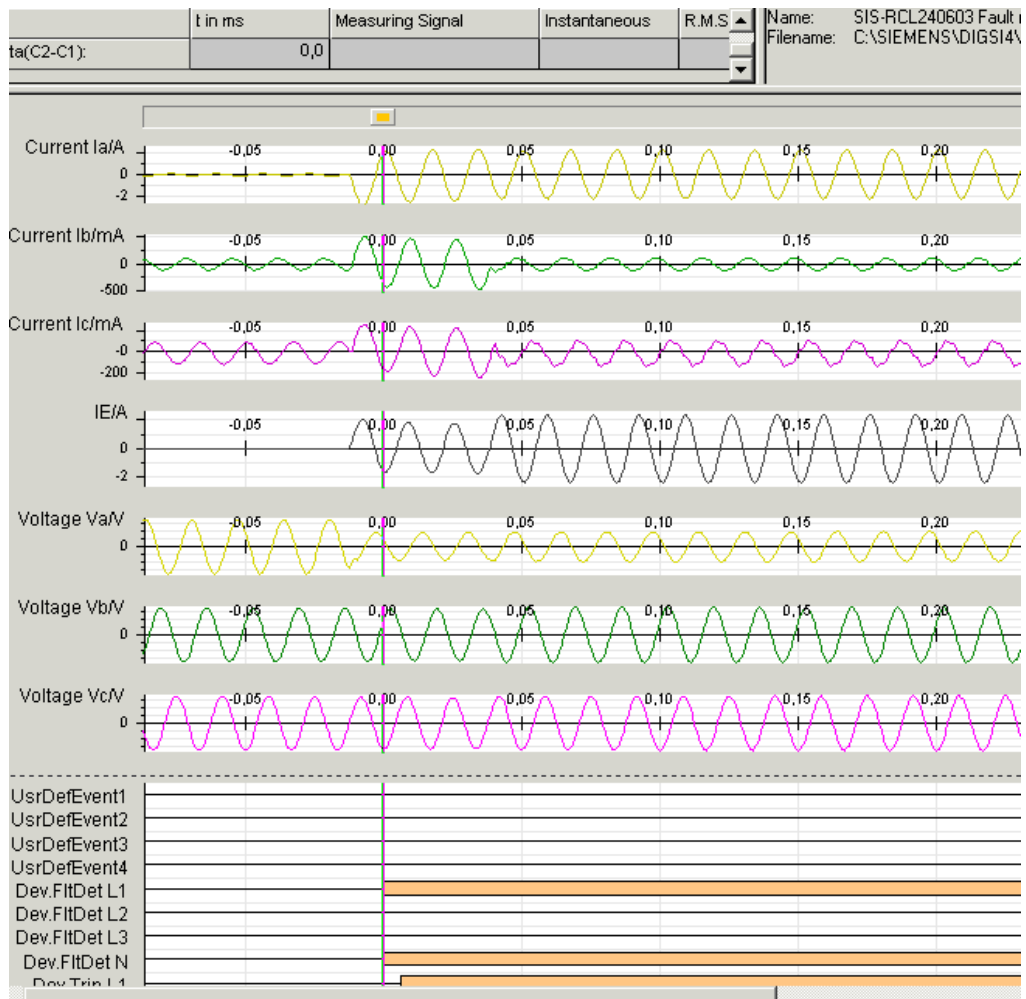 t in ms Measuring Signal Instantaneous R.M.S
ta(C2-C1): 0,0
Name: SIS-RCL240603 Fault
Filename: C:\SIEMENS\DIGSI4\
Current Ia/A -0,05 0,00 0,05 0,10 0,15 0,20
0
-2
Current Ib/mA -0,05 0,00 0,05 0,10 0,15 0,20
0
-500
Current Ic/mA -0,05 0,00 0,05 0,10 0,15 0,20
-0
-200
IE/A -0,05 0,00 0,05 0,10 0,15 0,20
0
-2
Voltage Va/V -0,05 0,00 0,05 0,10 0,15 0,20
0
Voltage Vb/V -0,05 0,00 0,05 0,10 0,15 0,20
0
Voltage Vc/V -0,05 0,00 0,05 0,10 0,15 0,20
0
UsrDefEvent1
UsrDefEvent2
UsrDefEvent3
UsrDefEvent4
Dev.FltDet L1
Dev.FltDet L2
Dev.FltDet L3
Dev.FltDet N
Dev.Trip L1